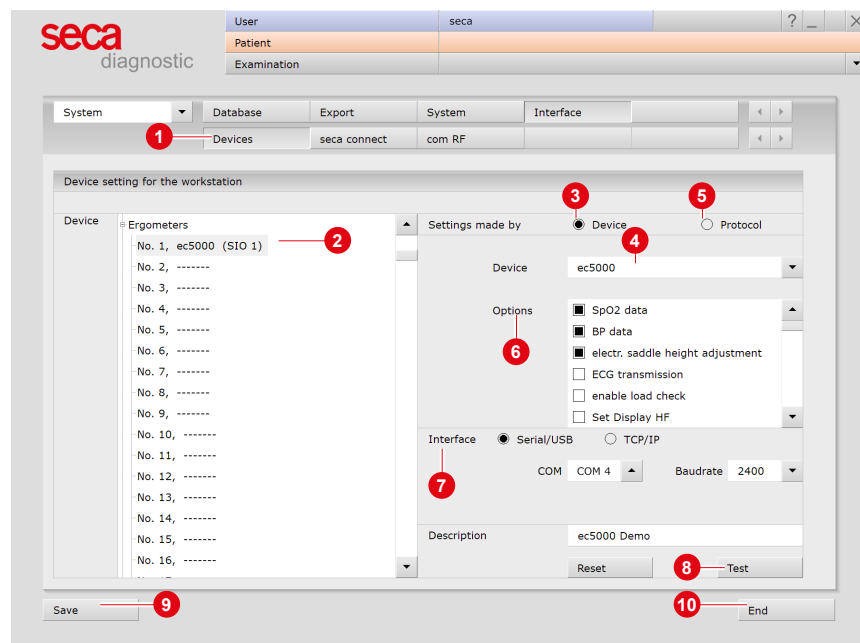 seca
diagnostic
User seca ? _ X
Patient
Examination
System Database Export System Interface
1 Devices seca connect com RF
Device setting for the workstation
3 5
Device Ergometers Settings made by Device Protocol
No. 1, ec5000 (SIO 1) 2 4
No. 2, ------- Device ec5000
No. 3, -------
No. 4, ------- Options SpO2 data
No. 5, ------- BP data
No. 6, ------- 6 electr. saddle height adjustment
No. 7, ------- ECG transmission
No. 8, ------- enable load check
No. 9, ------- Set Display HF
No. 10, ------- Interface Serial/USB TCP/IP
No. 11, -------
No. 12, ------- 7 COM COM 4 Baudrate 2400
No. 13, -------
No. 14, -------
No. 15, ------- Description ec5000 Demo
No. 16, ------- Reset 8 Test
Save 9 10 End